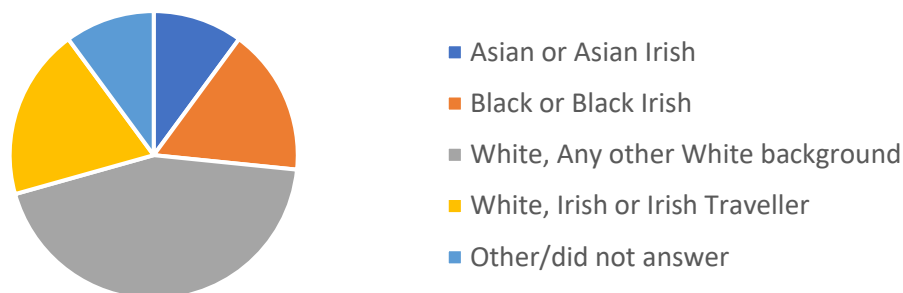 Asian or Asian Irish
Black or Black Irish
White, Any other White background
White, Irish or Irish Traveller
Other/did not answer